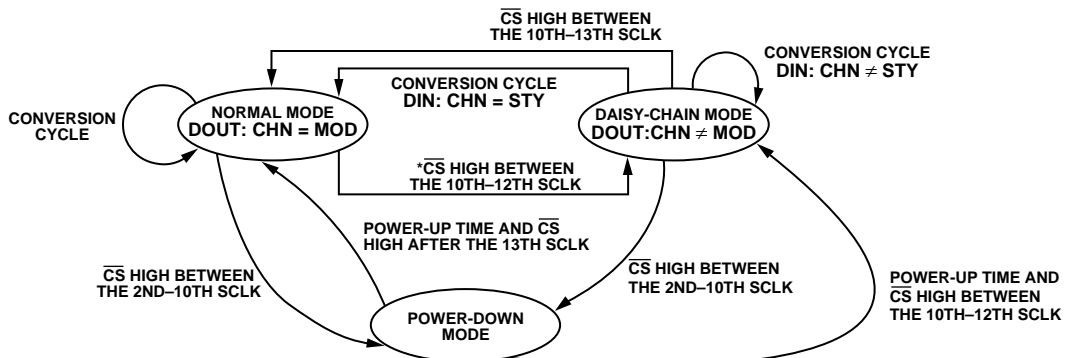 CS HIGH BETWEEN
THE 10TH–13TH SCLK
CONVERSION CYCLE
DIN: CHN ≠ STY
CONVERSION CYCLE
DIN: CHN = STY
CONVERSION
CYCLE
NORMAL MODE
DOUT: CHN = MOD
DAISY-CHAIN MODE
DOUT:CHN ≠ MOD
*CS HIGH BETWEEN
THE 10TH–12TH SCLK
POWER-UP TIME AND CS
HIGH AFTER THE 13TH SCLK
CS HIGH BETWEEN
THE 2ND–10TH SCLK
CS HIGH BETWEEN
THE 2ND–10TH SCLK
POWER-UP TIME AND
CS HIGH BETWEEN
THE 10TH–12TH SCLK
POWER-DOWN
MODE